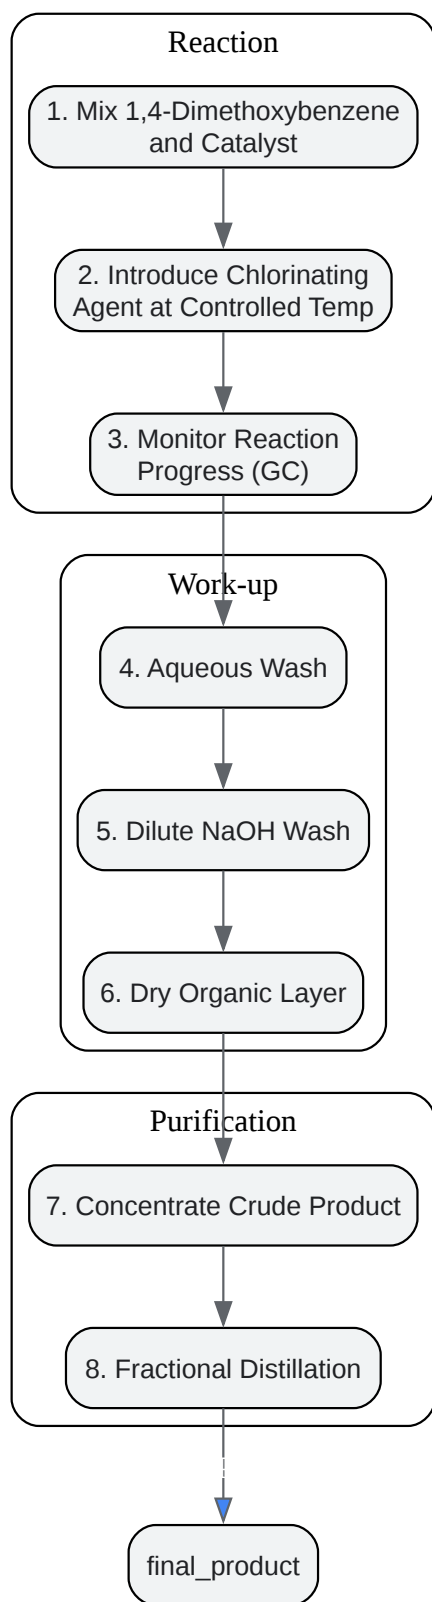 Reaction
1. Mix 1,4-Dimethoxybenzene
and Catalyst
2. Introduce Chlorinating
Agent at Controlled Temp
3. Monitor Reaction
Progress (GC)
Work-up
4. Aqueous Wash
5. Dilute NaOH Wash
6. Dry Organic Layer
Purification
7. Concentrate Crude Product
8. Fractional Distillation
final_product